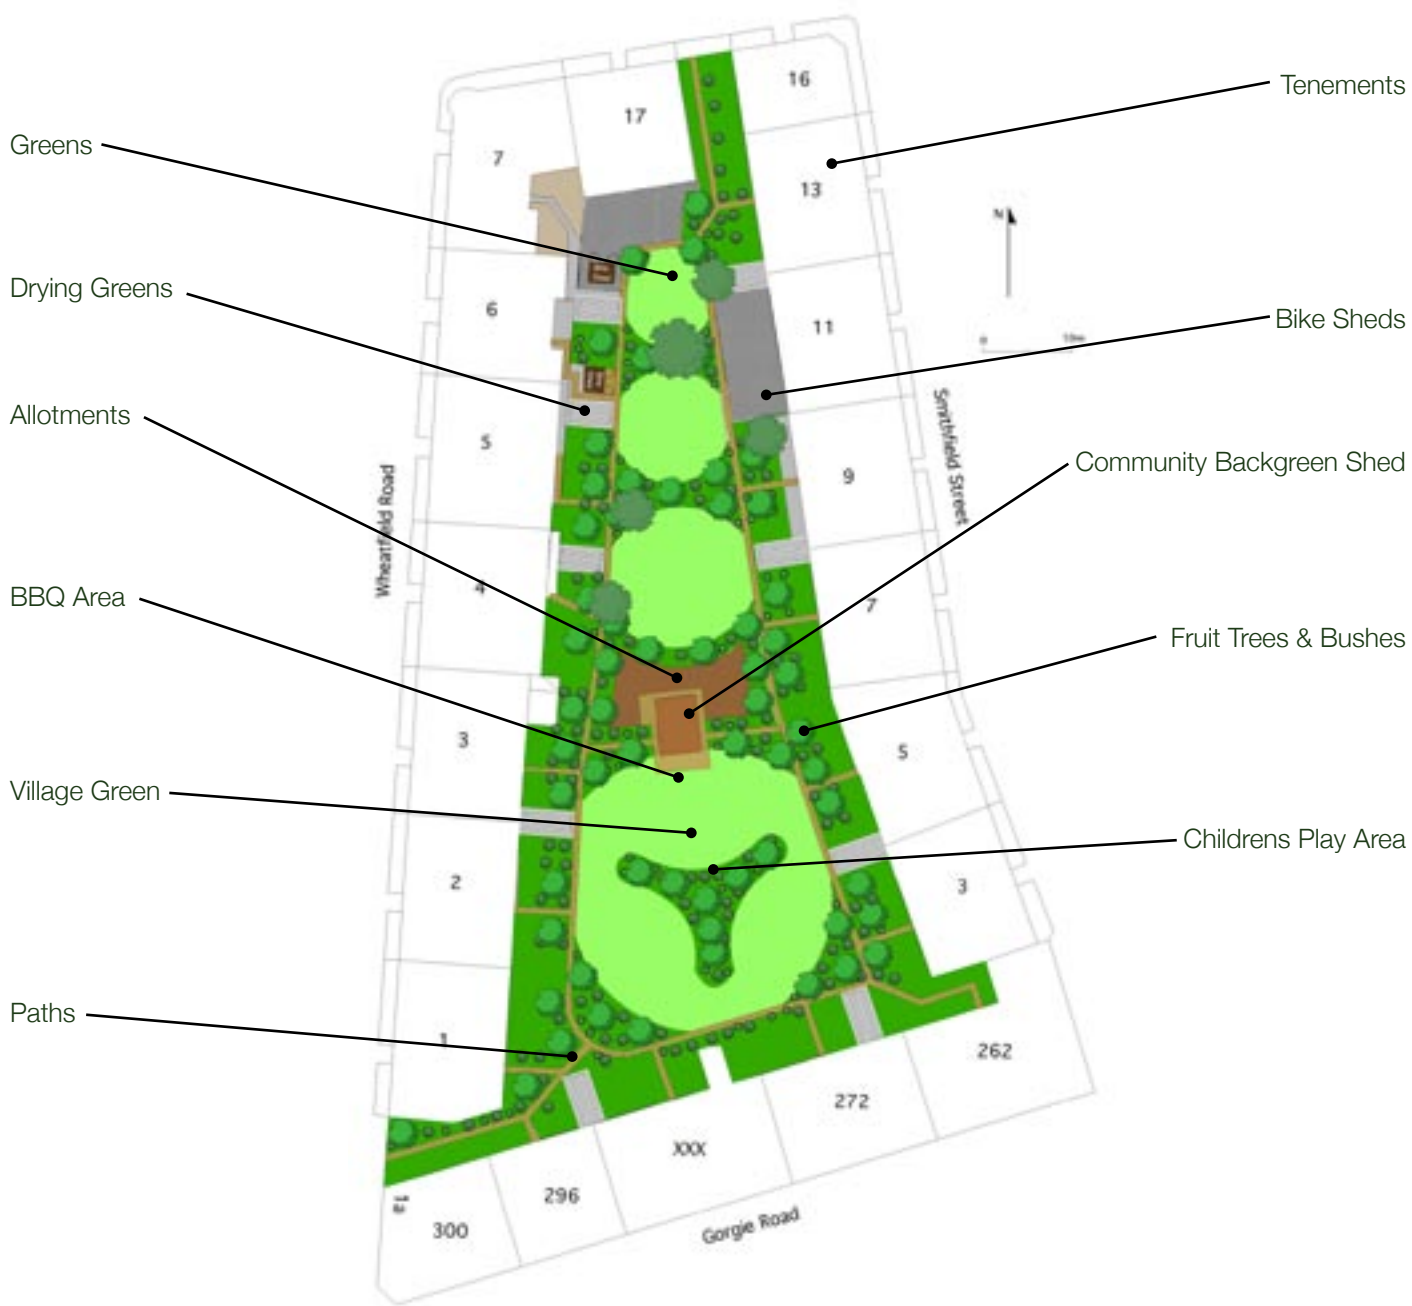 16
Tenements
17
Greens
7
13
N
Drying Greens
6
11
Bike Sheds
0
10m
Allotments
5
Smithfield Street
Community Backgreen Shed
9
Wheatfield Road
BBQ Area
4
7
Fruit Trees & Bushes
3
5
Village Green
Childrens Play Area
2
3
Paths
1
262
272
XXX
296
1a
300
Gorgie Road